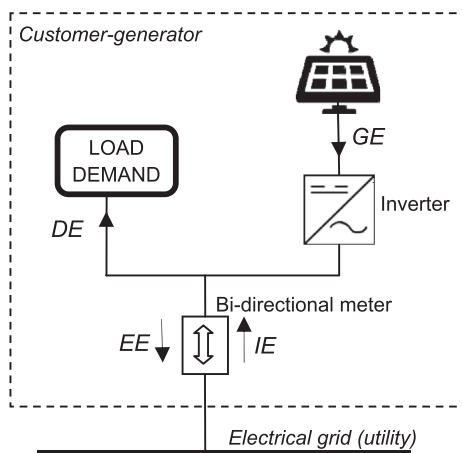 Customer-generator
GE
LOAD
DEMAND
Inverter
DE
Bi-directional meter
EE
IE
Electrical grid (utility)